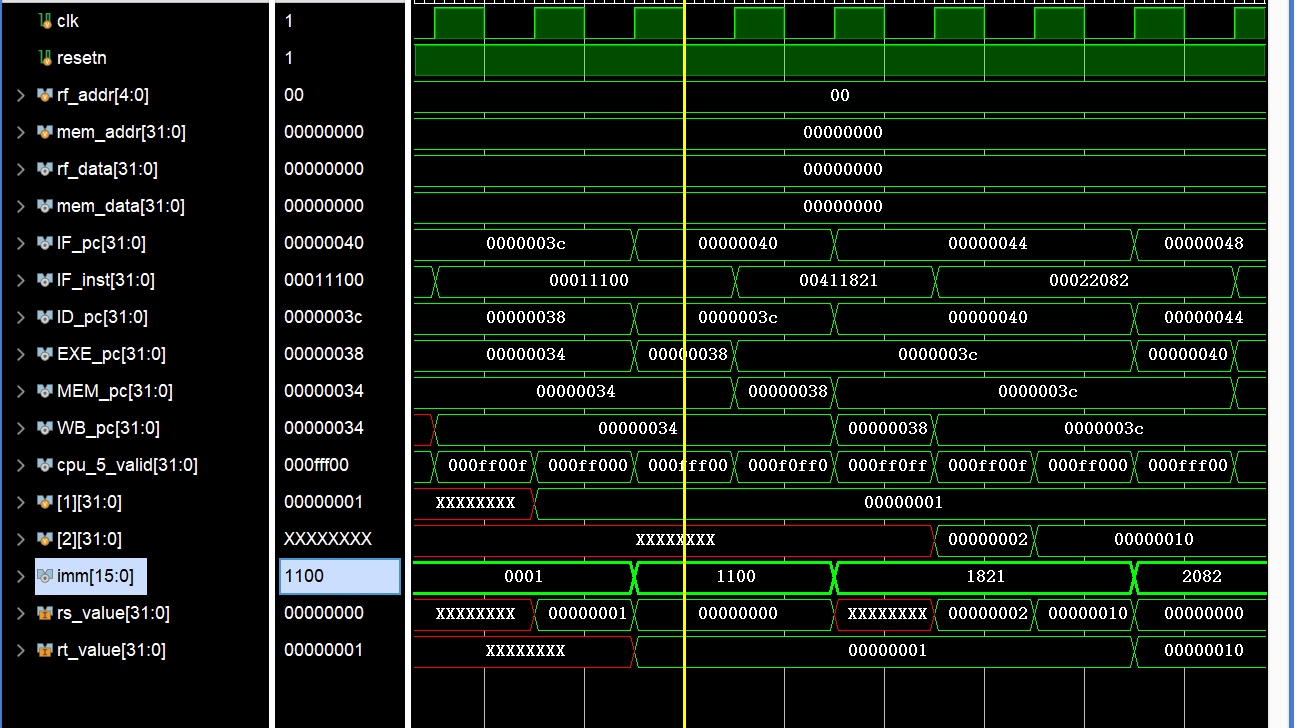 clk 1
resetn 1
rf_addr[4:0] 00 00
mem_addr[31:0] 00000000 00000000
rf_data[31:0] 00000000 00000000
mem_data[31:0] 00000000 00000000
IF_pc[31:0] 00000040 0000003c 00000040 00000044 00000048
IF_inst[31:0] 00011100 00011100 00411821 00022082
ID_pc[31:0] 0000003c 00000038 0000003c 00000040 00000044
EXE_pc[31:0] 00000038 00000034 00000038 0000003c 00000040
MEM_pc[31:0] 00000034 00000034 00000038 0000003c
WB_pc[31:0] 00000034 00000034 00000038 0000003c
cpu_5_valid[31:0] 000fff00 000ff00f 000ff000 000fff00 000f0ff0 000ff0ff 000ff00f 000ff000 000fff00
[1][31:0] 00000001 XXXXXXXX 00000001
[2][31:0] XXXXXXXX XXXXXXXX 00000002 00000010
imm[15:0] 1100 0001 1100 1821 2082
rs_value[31:0] 00000000 XXXXXXXX 00000001 00000000 XXXXXXXX 00000002 00000010 00000000
rt_value[31:0] 00000001 XXXXXXXX 00000001 00000010